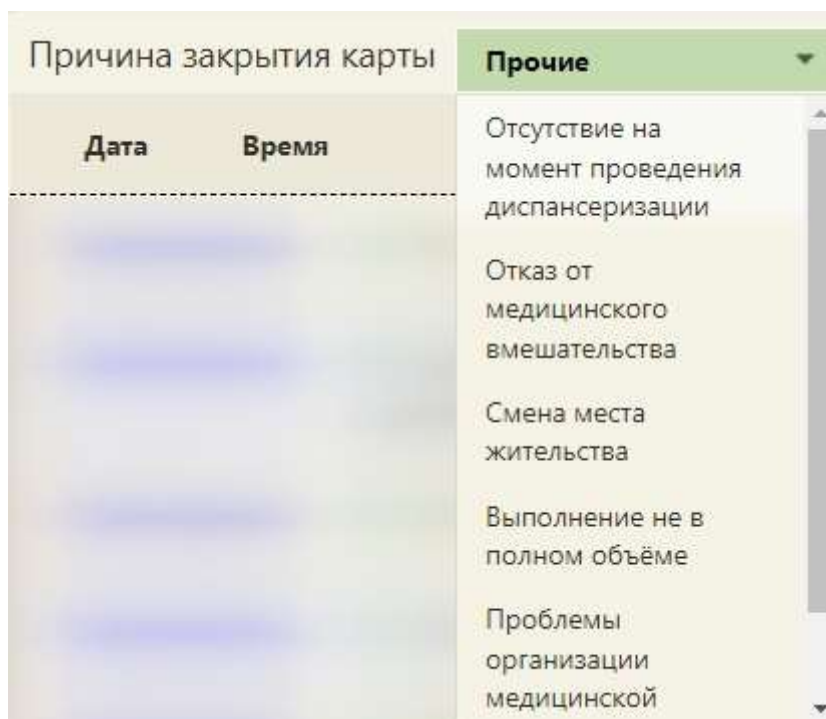 Причина закрытия карты
Прочие
Дата Время
Отсутствие на
момент проведения
диспансеризации
Отказ от
медицинского
вмешательства
Смена места
жительства
Выполнение не в
полном объёме
Проблемы
организации
медицинской